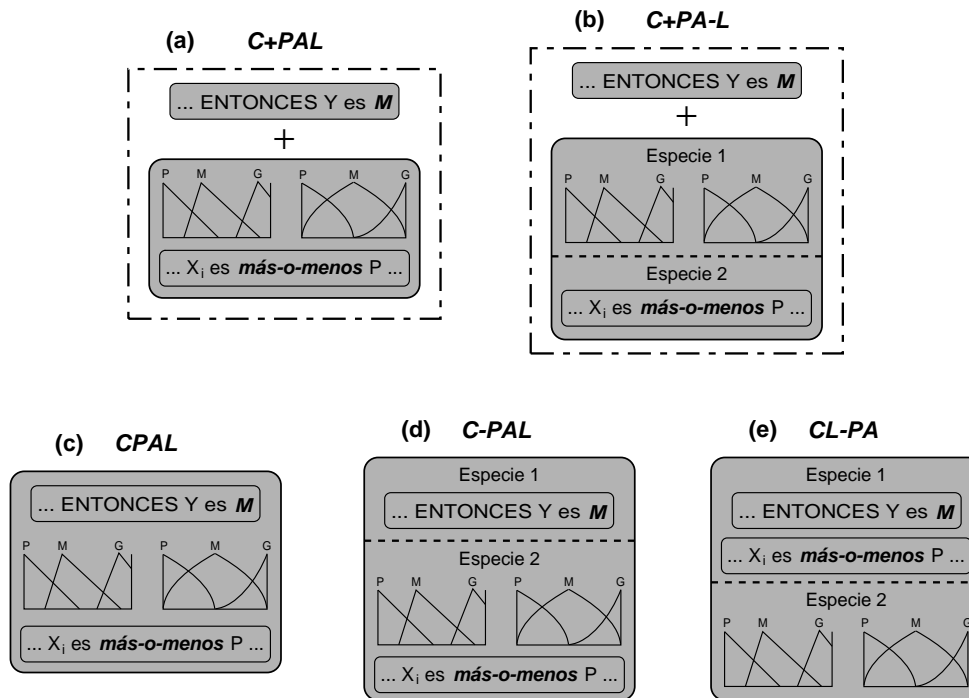 (a) C+PAL
... ENTONCES Y es M
+
P M G P M G
... Xi es más-o-menos P ...
(b) C+PA-L
... ENTONCES Y es M
+
Especie 1
P M G P M G
Especie 2
... Xi es más-o-menos P ...
(c) CPAL
... ENTONCES Y es M
P M G P M G
... Xi es más-o-menos P ...
(d) C-PAL
Especie 1
... ENTONCES Y es M
Especie 2
P M G P M G
... Xi es más-o-menos P ...
(e) CL-PA
Especie 1
... ENTONCES Y es M
... Xi es más-o-menos P ...
Especie 2
P M G P M G